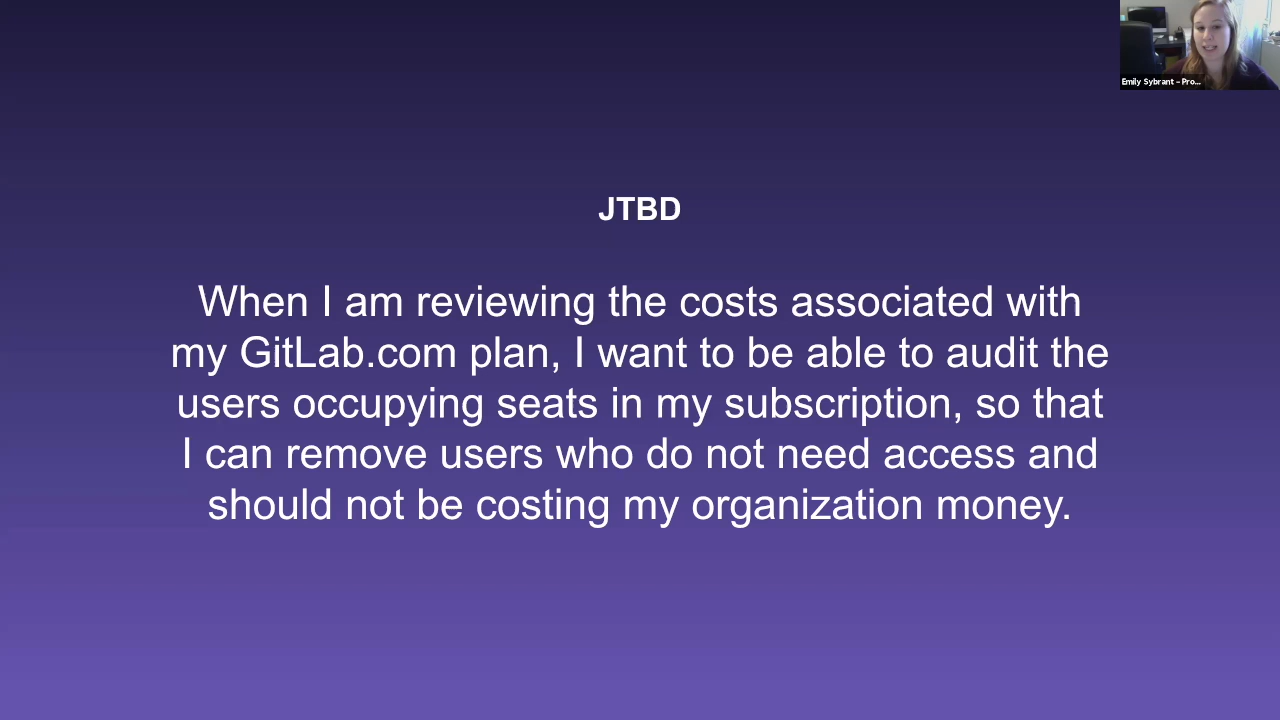 Emily Sybrant - Pro...
JTBD
When I am reviewing the costs associated with
my GitLab.com plan, I want to be able to audit the
users occupying seats in my subscription, so that
I can remove users who do not need access and
should not be costing my organization money.